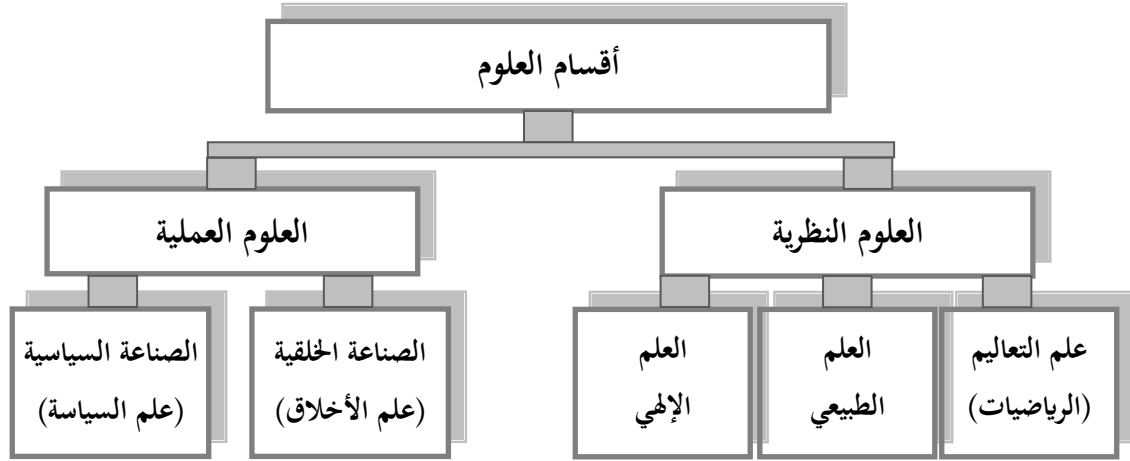 أقسام العلوم
العلوم النظرية
العلوم العملية
علم التعاليم
(الرياضيات)
العلم
الطبيعي
العلم
الإلهي
الصناعة الخلقية
(علم الأخلاق)
الصناعة السياسية
(علم السياسة)